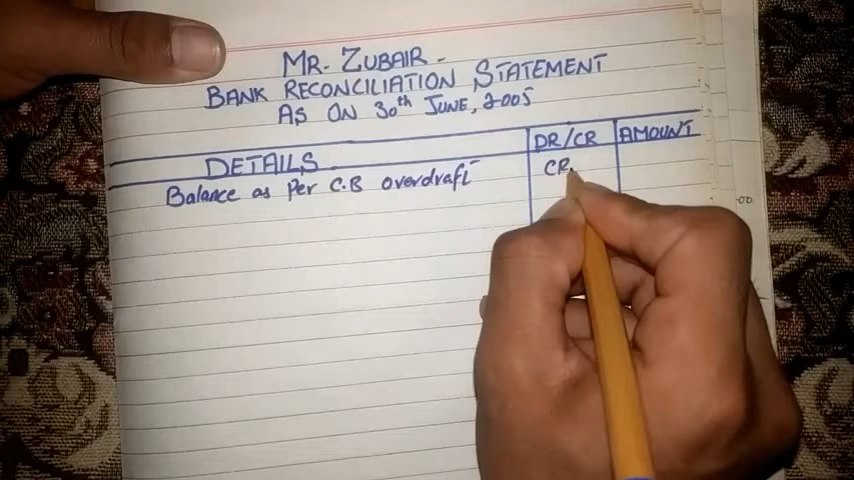 MR. ZUBAIR.
BANK RECONCILIATION STATEMENT
AS ON 30th JUNE, 2005
DETAILS DR/CR AMOUNT
Balance as Per C.B overdraft CR
.00